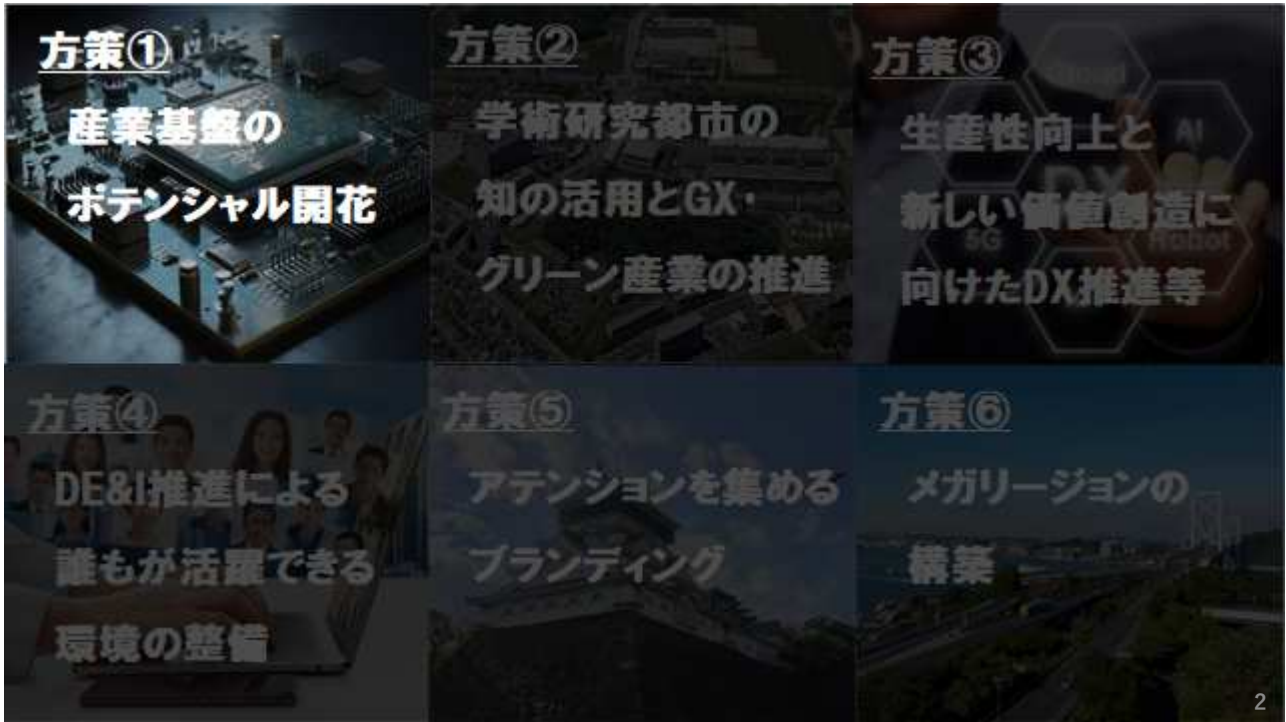 方策①
産業基盤の
ポテンシャル開花
方策②
学術研究都市の
知の活用とGX・
グリーン産業の推進
方策③
生産性向上と
新しい価値創造に
向けたDX推進等
Cloud
AI
DX
5G
Robot
方策④
DE&I推進による
誰もが活躍できる
環境の整備
方策⑤
アテンションを集める
ブランディング
方策⑥
メガリージョンの
構築
2